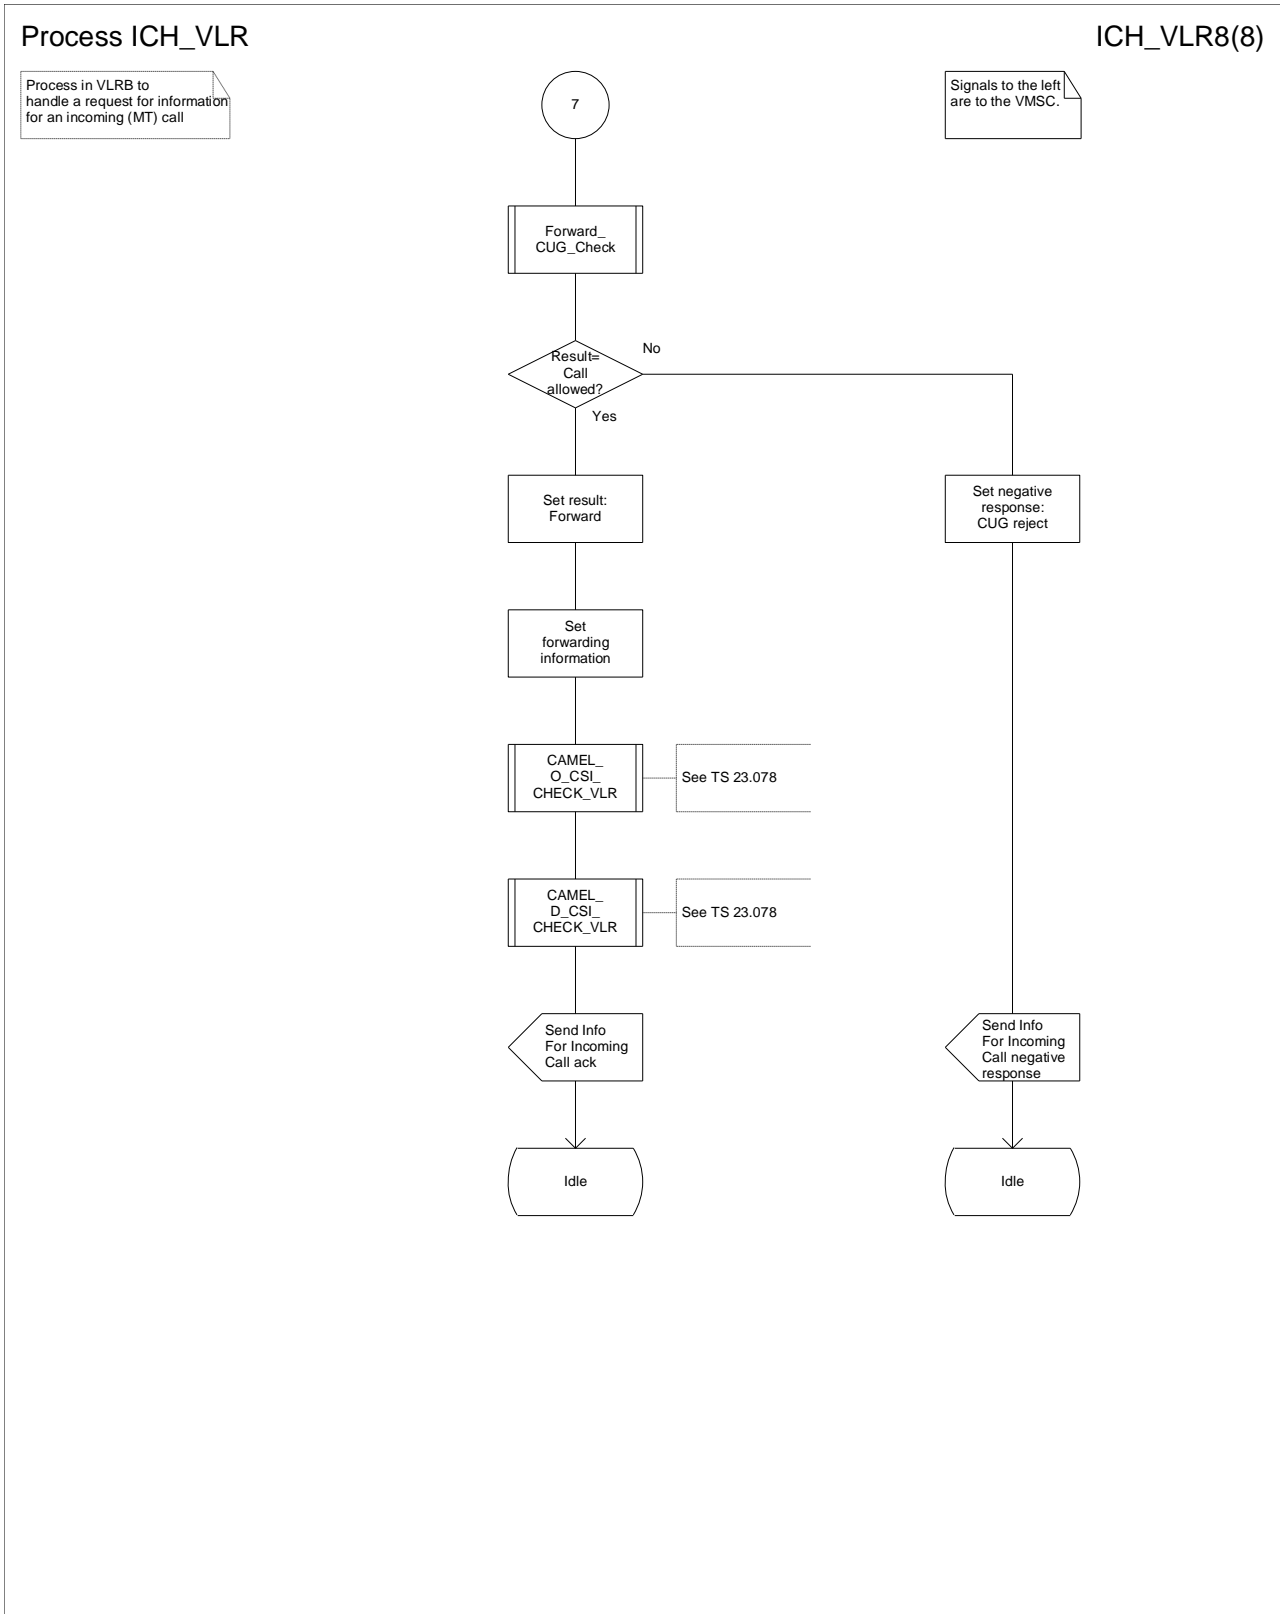 Process ICH_VLR
ICH_VLR8(8)
Process in VLRB to
handle a request for information
for an incoming (MT) call
7
Signals to the left
are to the VMSC.
Forward_
CUG_Check
Result=
Call
allowed?
No
Yes
Set result:
Forward
Set negative
response:
CUG reject
Set
forwarding
information
CAMEL_
O_CSI_
CHECK_VLR
See TS 23.078
CAMEL_
D_CSI_
CHECK_VLR
See TS 23.078
Send Info
For Incoming
Call ack
Send Info
For Incoming
Call negative
response
Idle
Idle